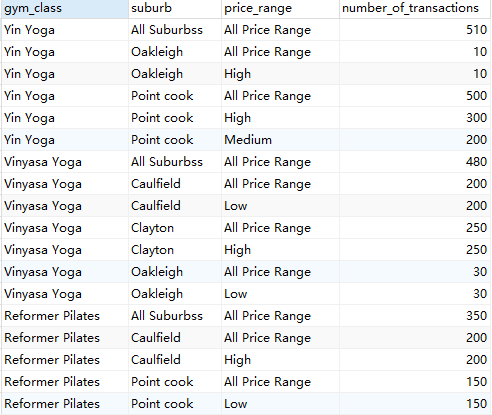 gym_class suburb price_range number_of_transactions
Yin Yoga All Suburbss All Price Range 510
Yin Yoga Oakleigh All Price Range 10
Yin Yoga Oakleigh High 10
Yin Yoga Point cook All Price Range 500
Yin Yoga Point cook High 300
Yin Yoga Point cook Medium 200
Vinyasa Yoga All Suburbss All Price Range 480
Vinyasa Yoga Caulfield All Price Range 200
Vinyasa Yoga Caulfield Low 200
Vinyasa Yoga Clayton All Price Range 250
Vinyasa Yoga Clayton High 250
Vinyasa Yoga Oakleigh All Price Range 30
Vinyasa Yoga Oakleigh Low 30
Reformer Pilates All Suburbss All Price Range 350
Reformer Pilates Caulfield All Price Range 200
Reformer Pilates Caulfield High 200
Reformer Pilates Point cook All Price Range 150
Reformer Pilates Point cook Low 150